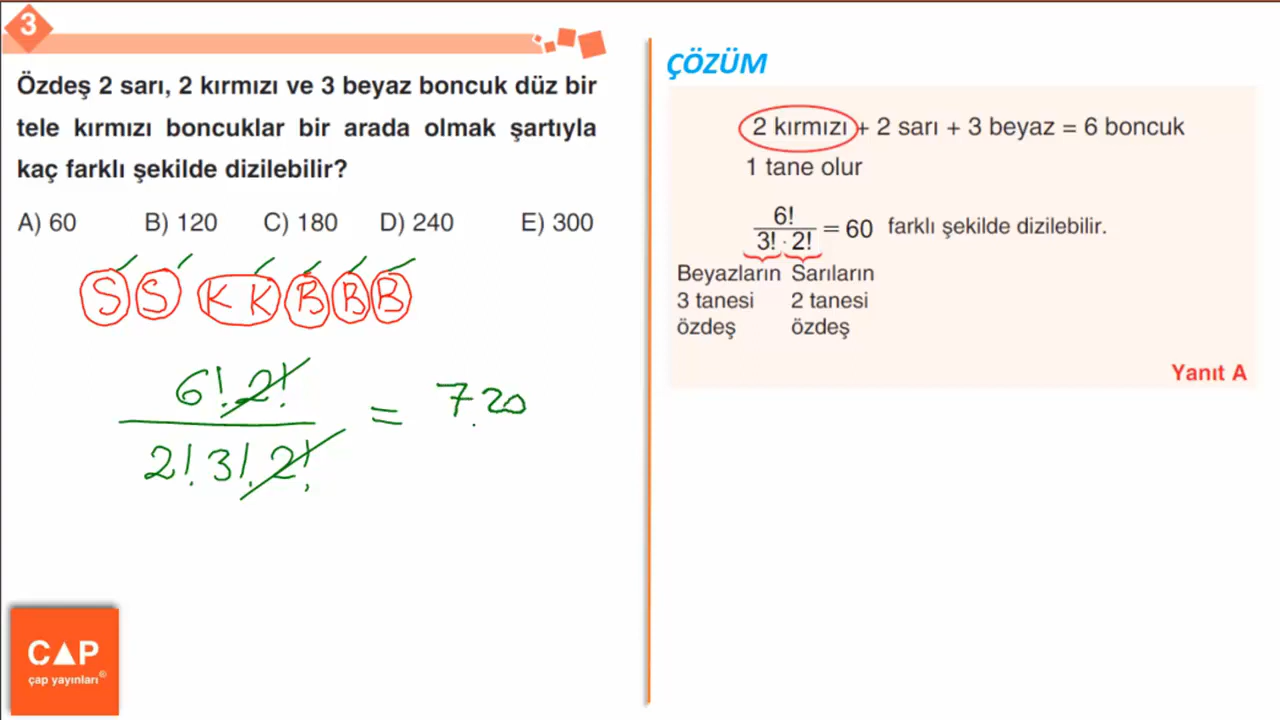 3
Özdeş 2 sarı, 2 kırmızı ve 3 beyaz boncuk düz bir
tele kırmızı boncuklar bir arada olmak şartıyla
kaç farklı şekilde dizilebilir?
A) 60 B) 120 C) 180 D) 240 E) 300
S S K K B B B
6! . 2!
2! . 3! . 2!
= 720
CAP
çap yayınları®
ÇÖZÜM
2 kırmızı + 2 sarı + 3 beyaz = 6 boncuk
1 tane olur
6!
3! · 2!
= 60 farklı şekilde dizilebilir.
Beyazların Sarıların
3 tanesi 2 tanesi
özdeş özdeş
Yanıt A